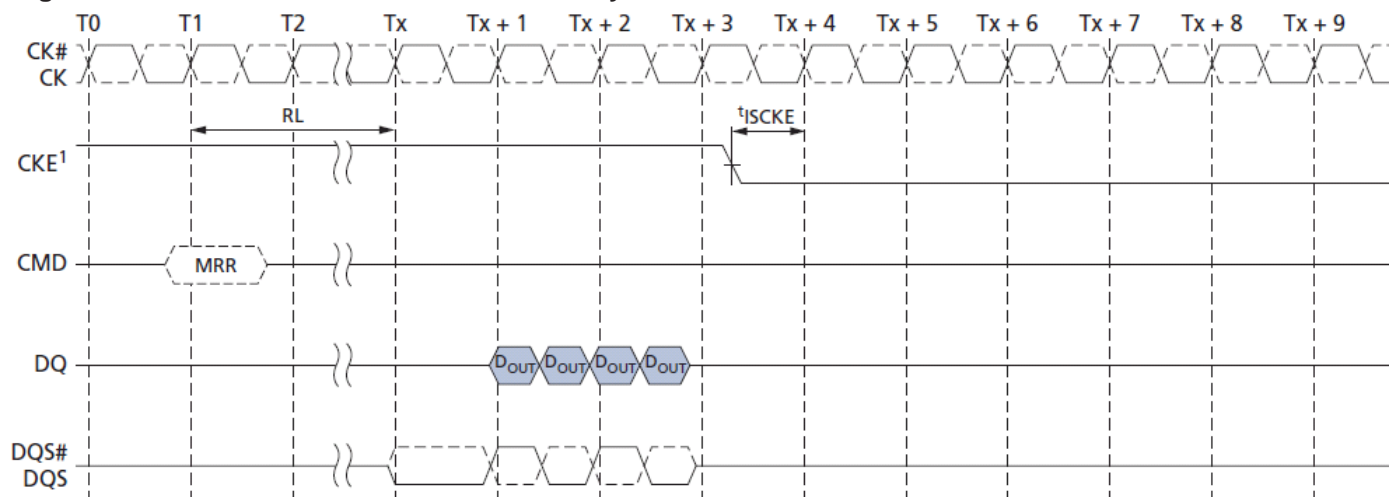 T0 T1 T2 Tx Tx + 1 Tx + 2 Tx + 3 Tx + 4 Tx + 5 Tx + 6 Tx + 7 Tx + 8 Tx + 9
CK#
CK
RL
tISCKE
CKE1
CMD
MRR
DQ
DOUT DOUT DOUT DOUT
DQS#
DQS